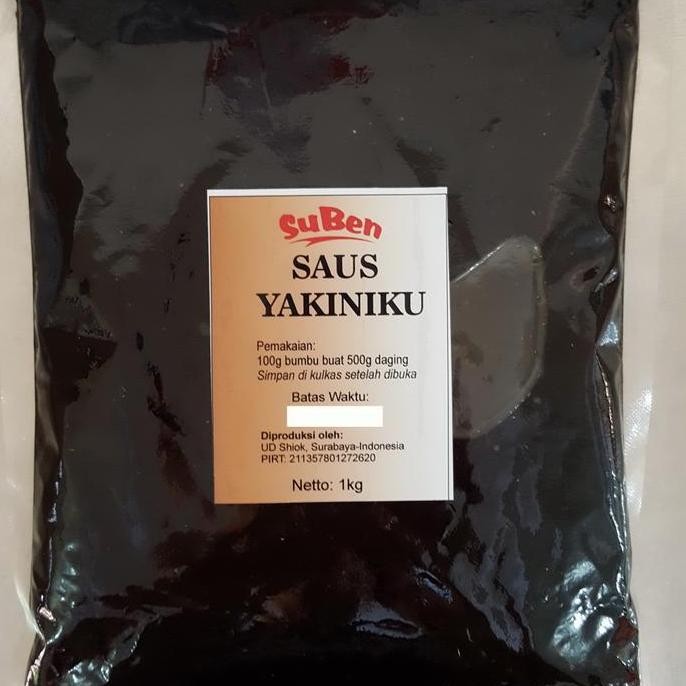 SuBen
SAUS
YAKINIKU
Pemakaian:
100g bumbu buat 500g daging
Simpan di kulkas setelah dibuka
Batas Waktu:
Diproduksi oleh:
UD Shiok, Surabaya-Indonesia
PIRT: 211357801272620
Netto: 1kg